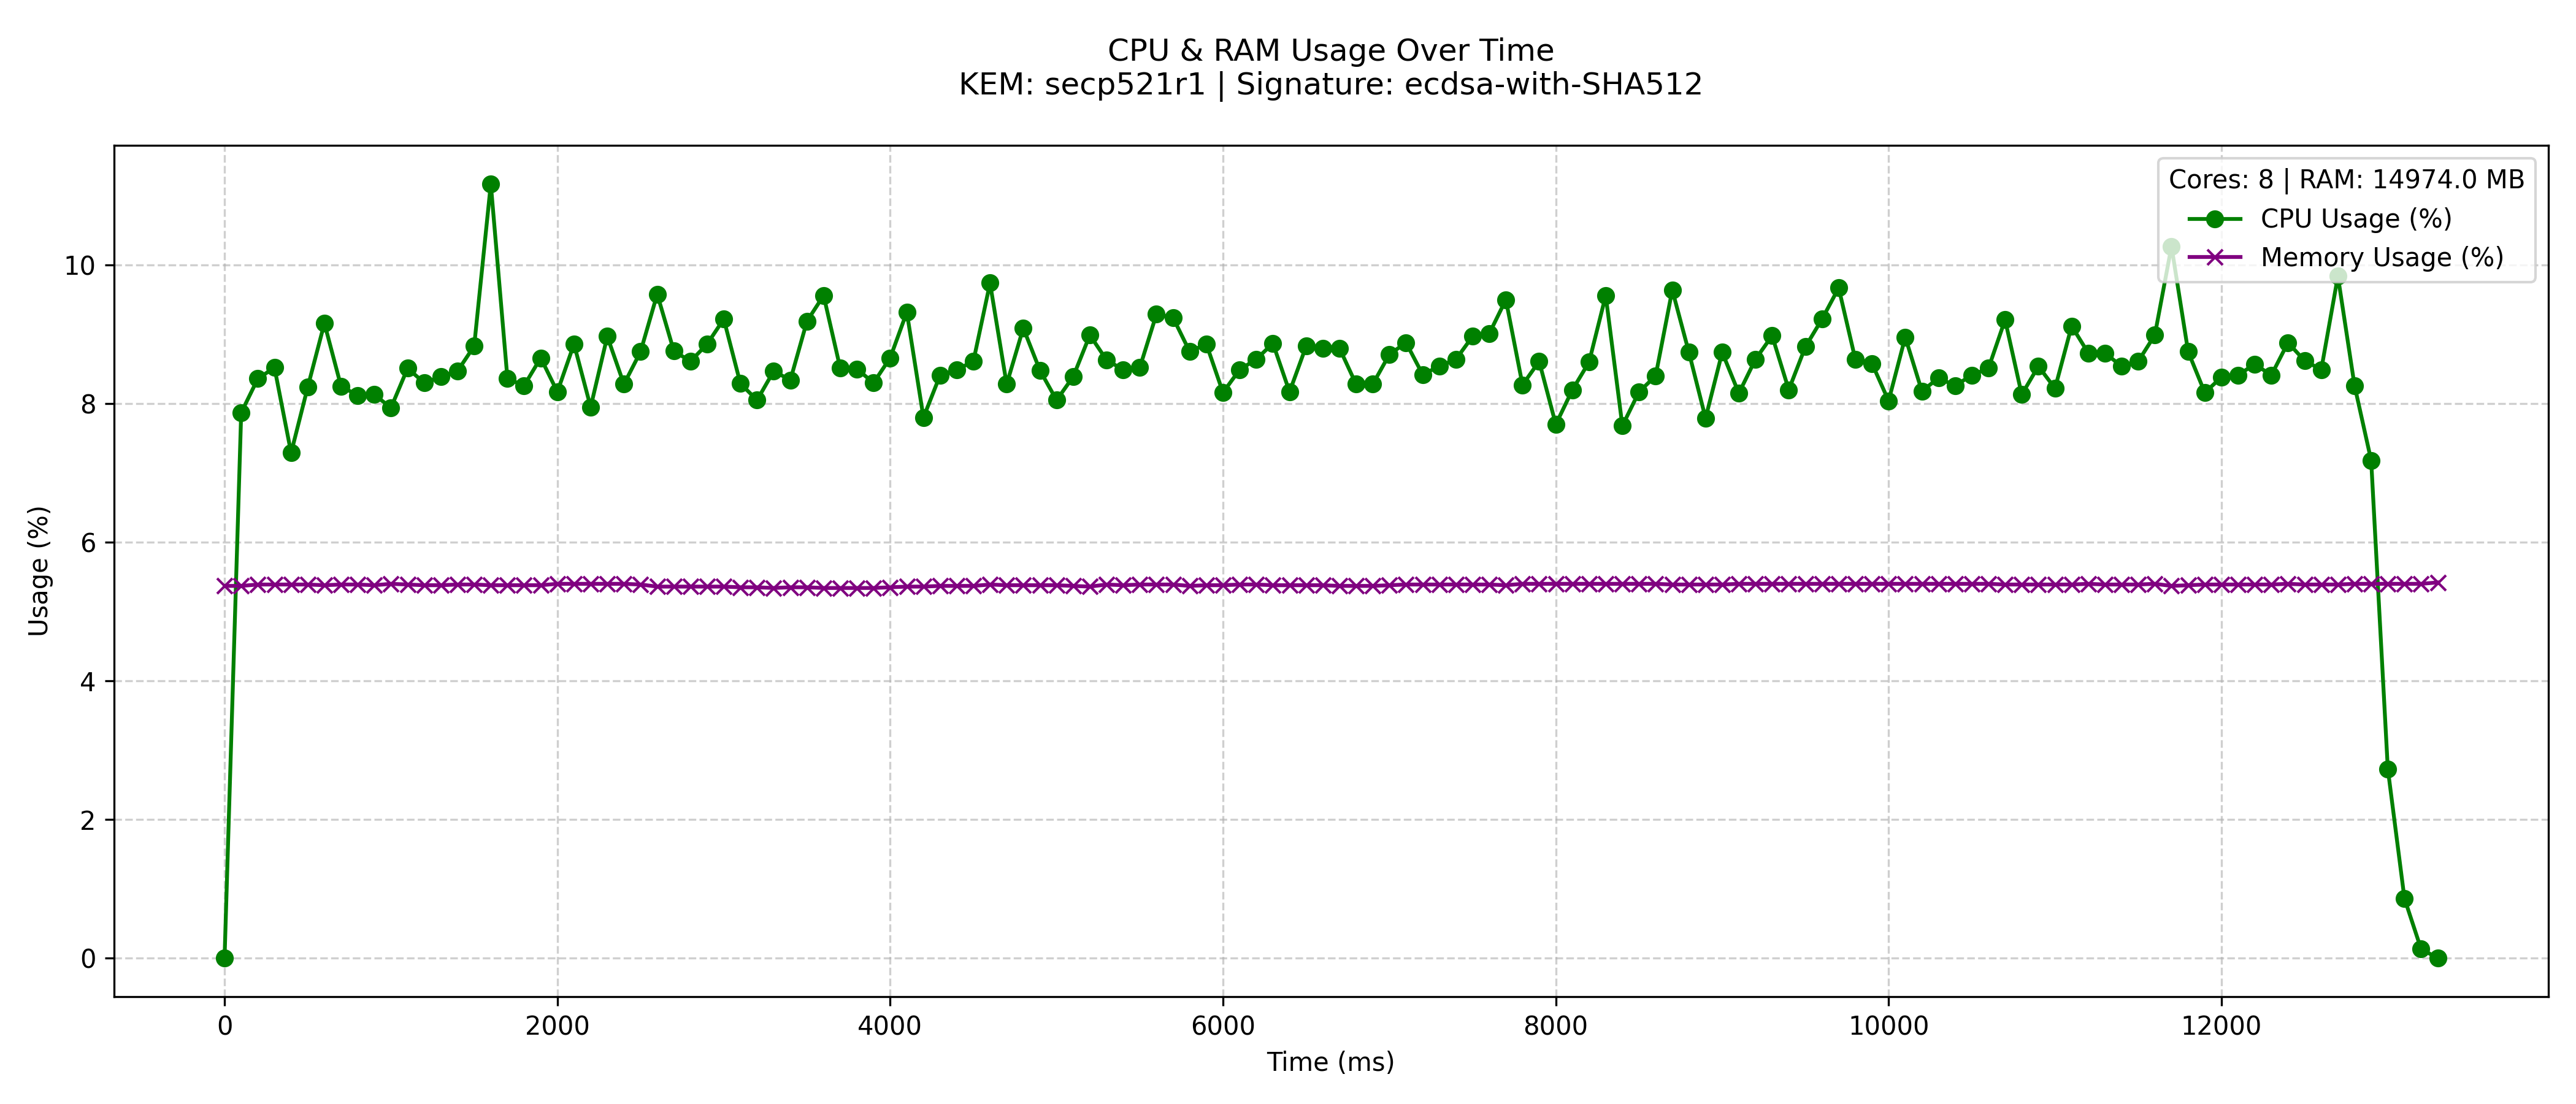 CPU & RAM Usage Over Time
KEM: secp521r1 | Signature: ecdsa-with-SHA512
Cores: 8 | RAM: 14974.0 MB
CPU Usage (%)
Memory Usage (%)
Usage (%)
10
8
6
4
2
0
0 2000 4000 6000 8000 10000 12000
Time (ms)